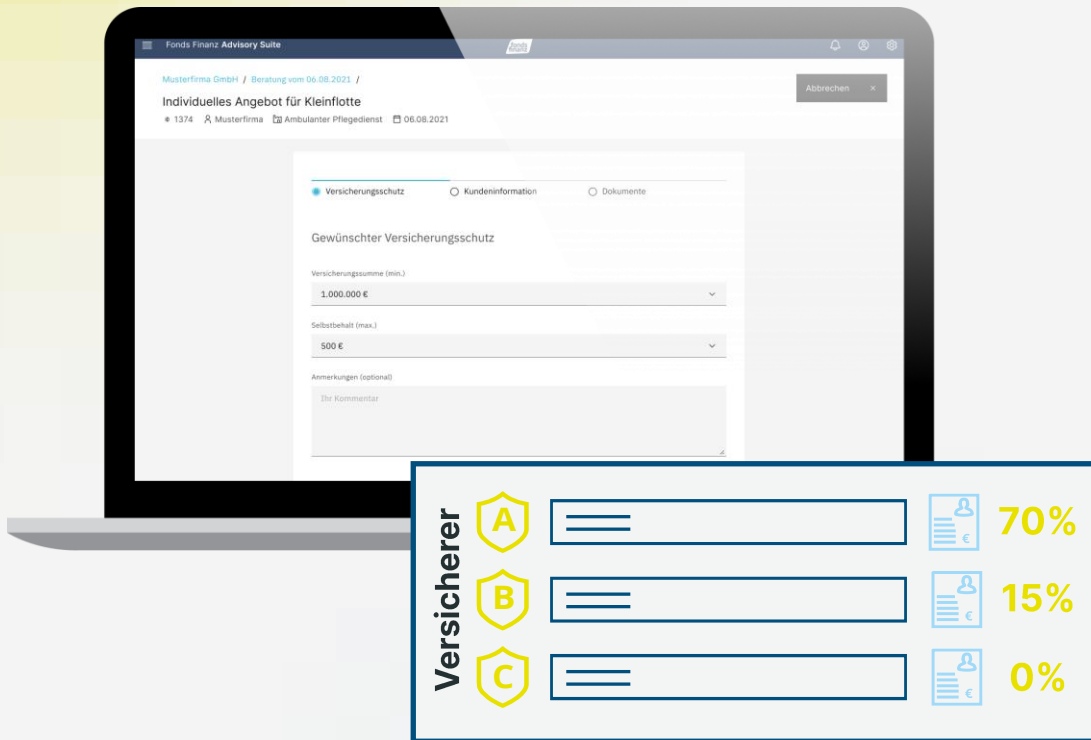 Fonds Finanz Advisory Suite
fonds finanz
Musterfirma GmbH / Beratung vom 06.08.2021 /
Abbrechen ×
Individuelles Angebot für Kleinflotte
1374 Musterfirma Ambulanter Pflegedienst 06.08.2021
Versicherungsschutz Kundeninformation Dokumente
Gewünschter Versicherungsschutz
Versicherungssumme (min.)
1.000.000 €
Selbstbehalt (max.)
500 €
Anmerkungen (optional)
Ihr Kommentar
Versicherer
A € 70%
B € 15%
C € 0%